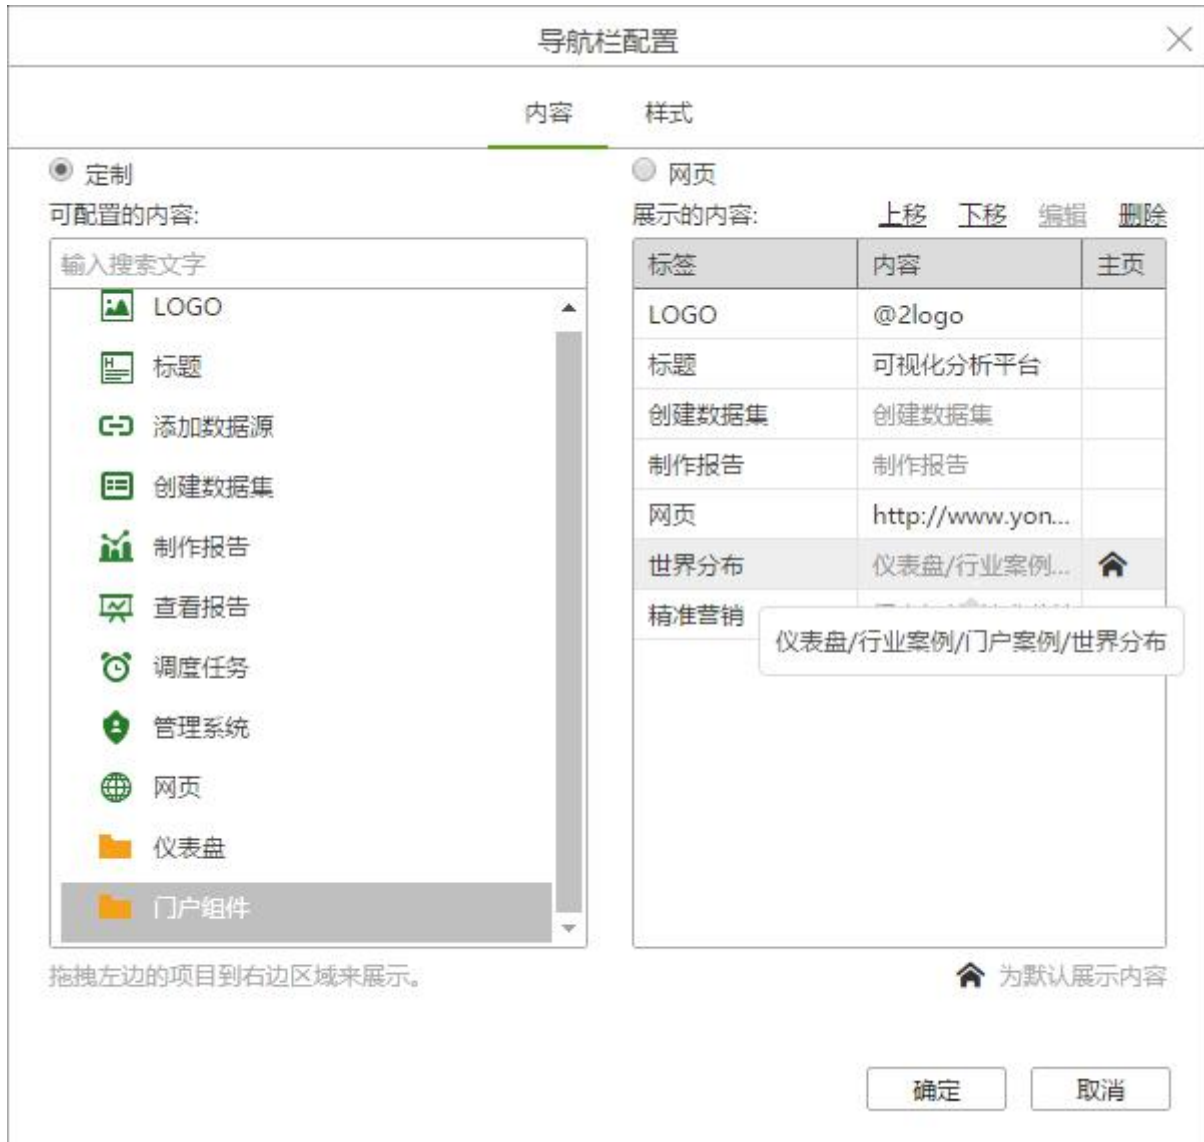 导航栏配置
内容 样式
定制
可配置的内容:
输入搜索文字
LOGO
标题
添加数据源
创建数据集
制作报告
查看报告
调度任务
管理系统
网页
仪表盘
门户组件
拖拽左边的项目到右边区域来展示。
网页
展示的内容: 上移 下移 编辑 删除
标签 内容 主页
LOGO @2logo
标题 可视化分析平台
创建数据集 创建数据集
制作报告 制作报告
网页 http://www.yon...
世界分布 仪表盘/行业案例...
精准营销
仪表盘/行业案例/门户案例/世界分布
为默认展示内容
确定 取消